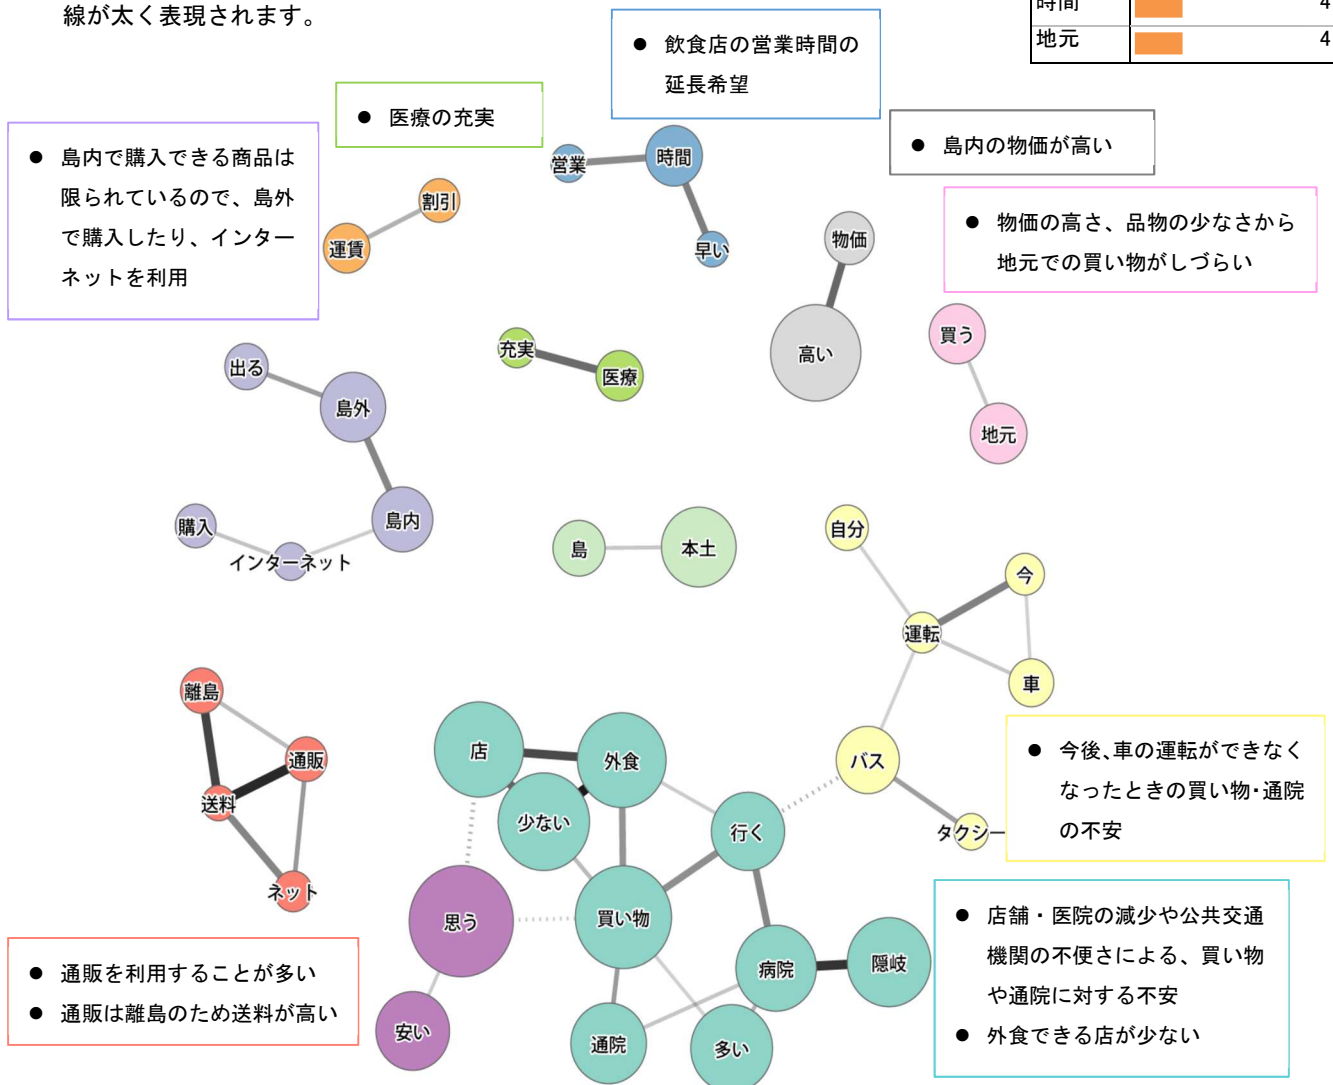 線が太く表現されます。
時間 4
地元 4
● 飲食店の営業時間の
延長希望
● 医療の充実
● 島内の物価が高い
● 島内で購入できる商品は
限られているので、島外
で購入したり、インター
ネットを利用
● 物価の高さ、品物の少なさから
地元での買い物がしづらい
営業
時間
早い
割引
運賃
物価
高い
充実
医療
買う
地元
出る
島外
島内
購入
インターネット
島
本土
自分
今
運転
車
バス
タクシー
離島
通販
送料
ネット
店
外食
少ない
行く
思う
買い物
病院
隠岐
安い
通院
多い
● 今後、車の運転ができなく
なったときの買い物・通院
の不安
● 店舗・医院の減少や公共交通
機関の不便さによる、買い物
や通院に対する不安
● 外食できる店が少ない
● 通販を利用することが多い
● 通販は離島のため送料が高い